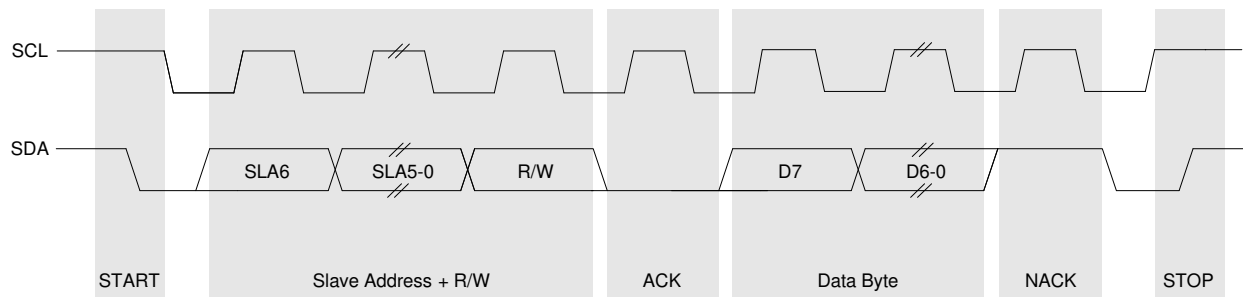 SCL
SDA
SLA6 SLA5-0 R/W D7 D6-0
START Slave Address + R/W ACK Data Byte NACK STOP